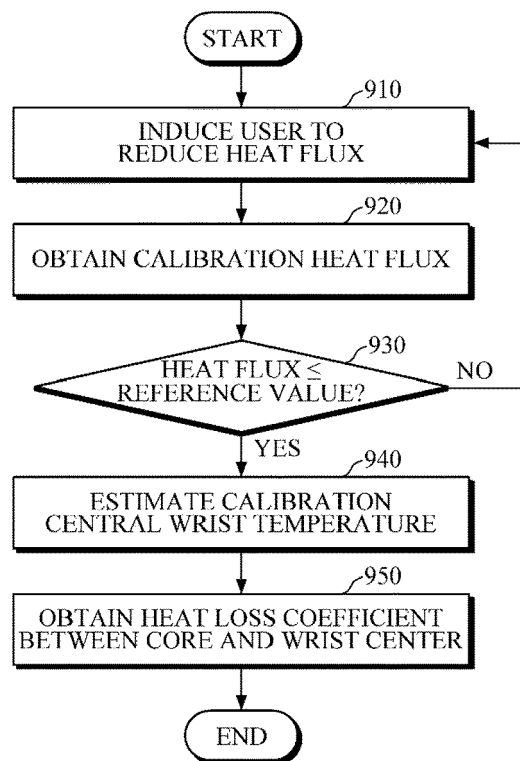 START
910
INDUCE USER TO
REDUCE HEAT FLUX
920
OBTAIN CALIBRATION HEAT FLUX
930
HEAT FLUX ≤
REFERENCE VALUE?
NO
YES
940
ESTIMATE CALIBRATION
CENTRAL WRIST TEMPERATURE
950
OBTAIN HEAT LOSS COEFFICIENT
BETWEEN CORE AND WRIST CENTER
END